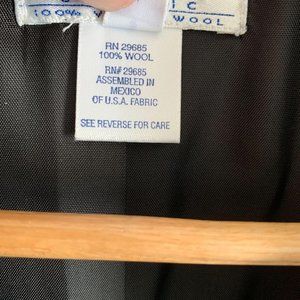 100%
I C
WOOL
RN 29685
100% WOOL
RN# 29685
ASSEMBLED IN
MEXICO
OF U.S.A. FABRIC
SEE REVERSE FOR CARE